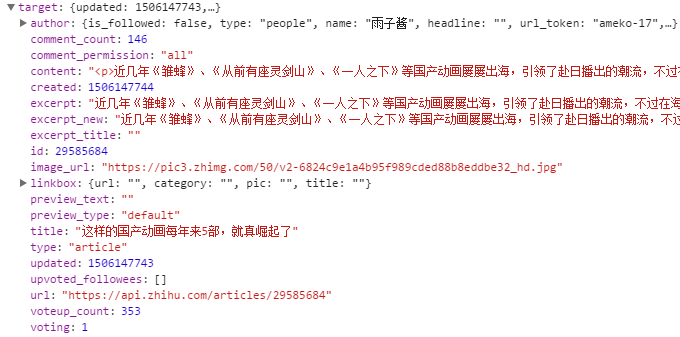 target: {updated: 1506147743,…}
author: {is_followed: false, type: "people", name: "雨子酱", headline: "", url_token: "ameko-17",…}
comment_count: 146
comment_permission: "all"
content: "<p>近几年《雏蜂》、《从前有座灵剑山》、《一人之下》等国产动画屡屡出海，引领了赴日播出的潮流，不过在
created: 1506147744
excerpt: "近几年《雏蜂》、《从前有座灵剑山》、《一人之下》等国产动画屡屡出海，引领了赴日播出的潮流，不过在海
excerpt_new: "近几年《雏蜂》、《从前有座灵剑山》、《一人之下》等国产动画屡屡出海，引领了赴日播出的潮流，不过
excerpt_title: ""
id: 29585684
image_url: "https://pic3.zhimg.com/50/v2-6824c9e1a4b95f989cded88b8eddbe32_hd.jpg"
linkbox: {url: "", category: "", pic: "", title: ""}
preview_text: ""
preview_type: "default"
title: "这样的国产动画每年来5部，就真崛起了"
type: "article"
updated: 1506147743
upvoted_followees: []
url: "https://api.zhihu.com/articles/29585684"
voteup_count: 353
voting: 1